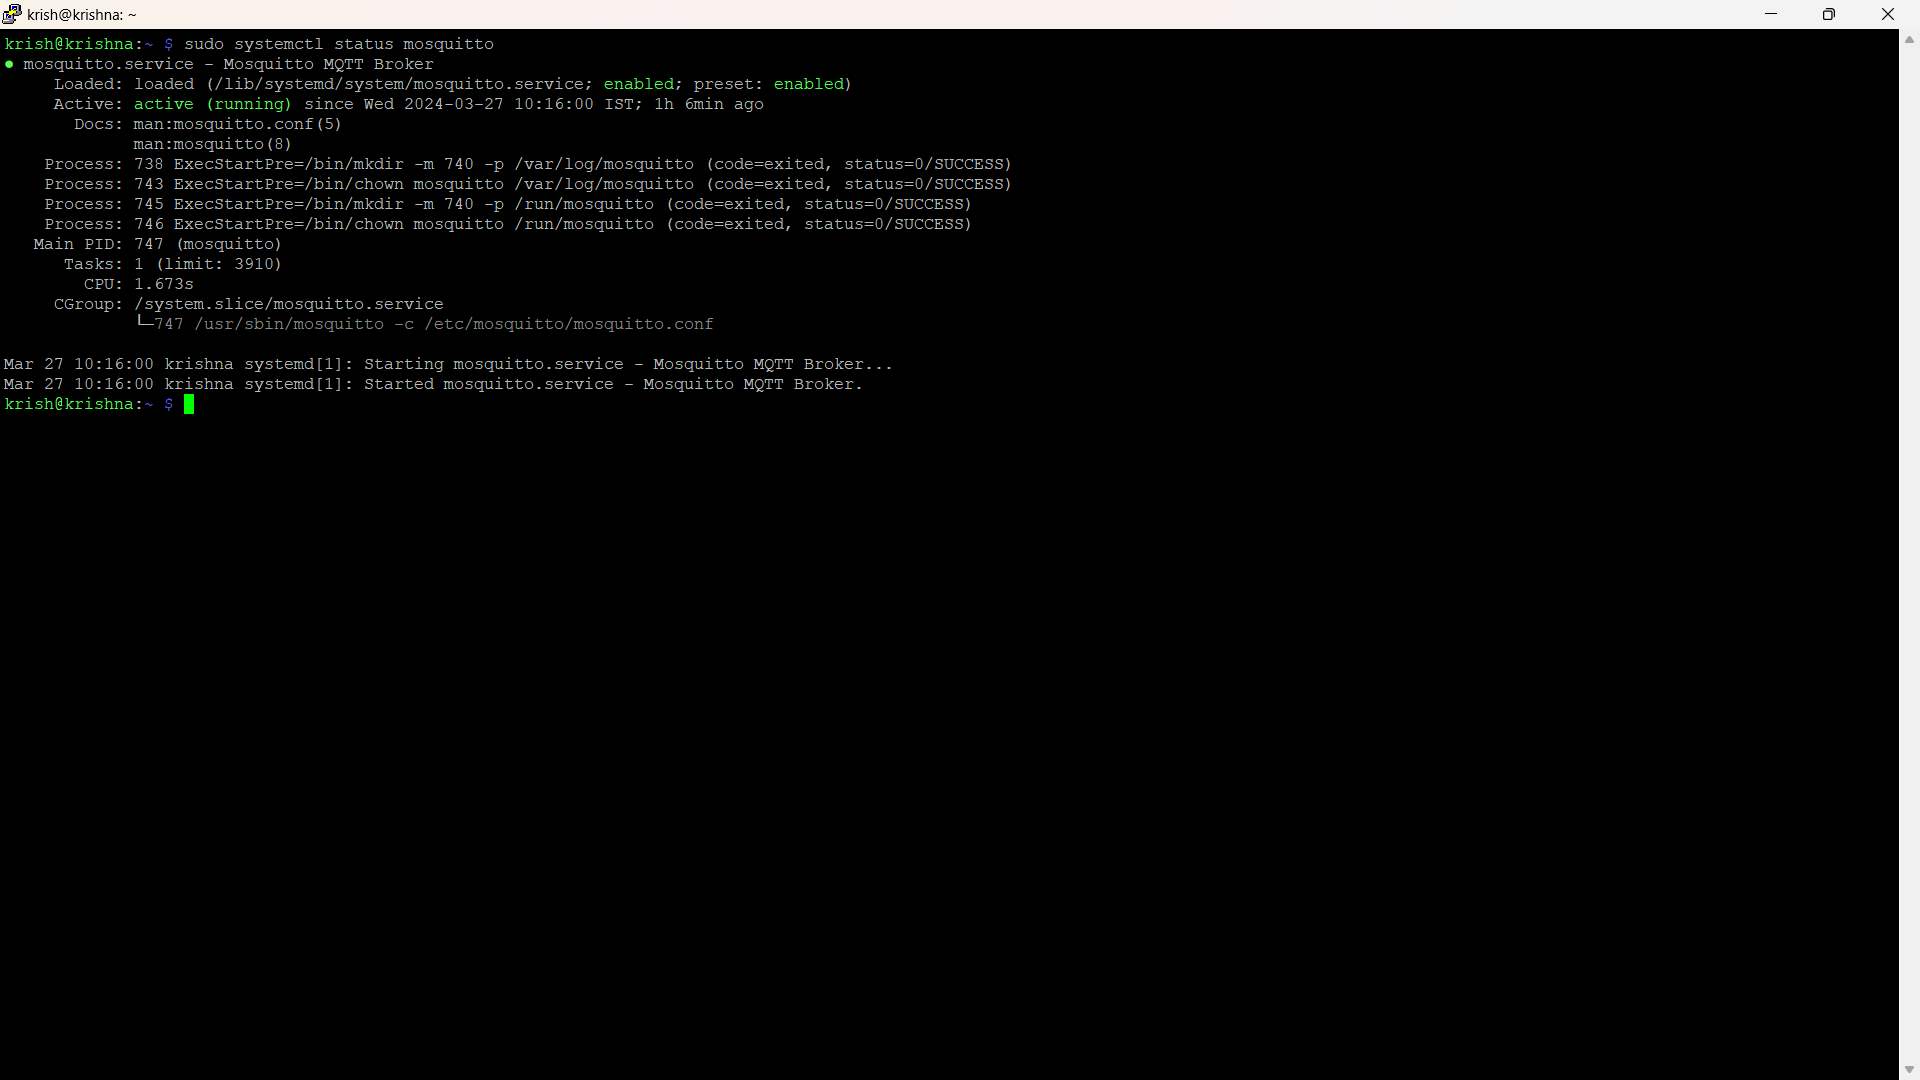 krish@krishna: ~
krish@krishna:~ $ sudo systemctl status mosquitto
● mosquitto.service - Mosquitto MQTT Broker
     Loaded: loaded (/lib/systemd/system/mosquitto.service; enabled; preset: enabled)
     Active: active (running) since Wed 2024-03-27 10:16:00 IST; 1h 6min ago
       Docs: man:mosquitto.conf(5)
             man:mosquitto(8)
    Process: 738 ExecStartPre=/bin/mkdir -m 740 -p /var/log/mosquitto (code=exited, status=0/SUCCESS)
    Process: 743 ExecStartPre=/bin/chown mosquitto /var/log/mosquitto (code=exited, status=0/SUCCESS)
    Process: 745 ExecStartPre=/bin/mkdir -m 740 -p /run/mosquitto (code=exited, status=0/SUCCESS)
    Process: 746 ExecStartPre=/bin/chown mosquitto /run/mosquitto (code=exited, status=0/SUCCESS)
   Main PID: 747 (mosquitto)
      Tasks: 1 (limit: 3910)
        CPU: 1.673s
     CGroup: /system.slice/mosquitto.service
             └─747 /usr/sbin/mosquitto -c /etc/mosquitto/mosquitto.conf

Mar 27 10:16:00 krishna systemd[1]: Starting mosquitto.service - Mosquitto MQTT Broker...
Mar 27 10:16:00 krishna systemd[1]: Started mosquitto.service - Mosquitto MQTT Broker.
krish@krishna:~ $